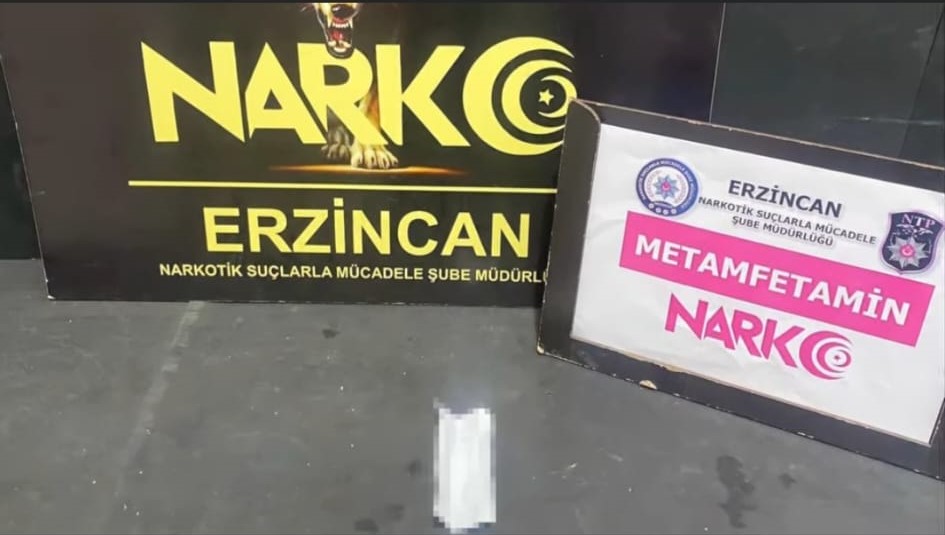 NARKO
ERZİNCAN
NARKOTİK SUÇLARLA MÜCADELE ŞUBE MÜDÜRLÜ
ERZİNCAN
NARKOTİK SUÇLARLA MÜCADELE
ŞUBE MÜDÜRLÜĞÜ
NTP
METAMFETAMİN
NARKO